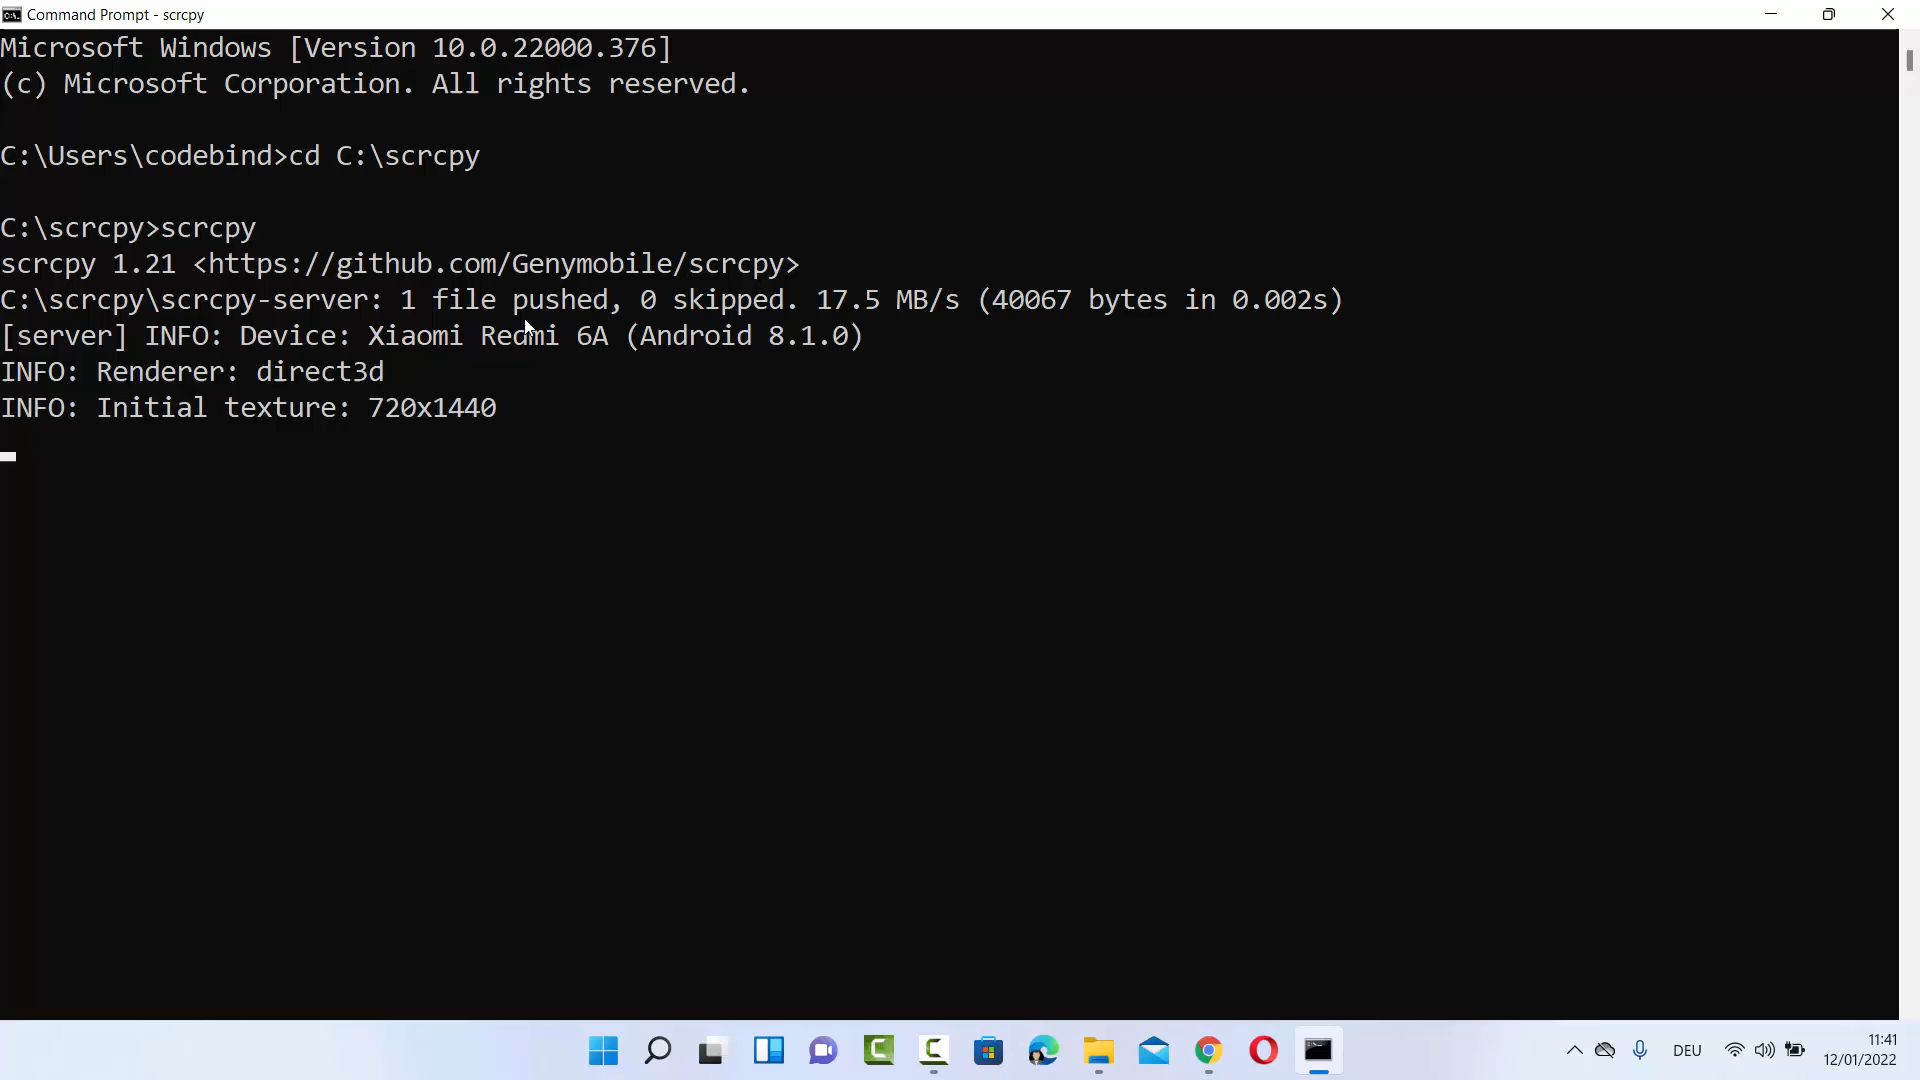 Command Prompt - scrcpy
Microsoft Windows [Version 10.0.22000.376]
(c) Microsoft Corporation. All rights reserved.
C:\Users\codebind>cd C:\scrcpy
C:\scrcpy>scrcpy
scrcpy 1.21 <https://github.com/Genymobile/scrcpy>
C:\scrcpy\scrcpy-server: 1 file pushed, 0 skipped. 17.5 MB/s (40067 bytes in 0.002s)
[server] INFO: Device: Xiaomi Redmi 6A (Android 8.1.0)
INFO: Renderer: direct3d
INFO: Initial texture: 720x1440
DEU
11:41
12/01/2022